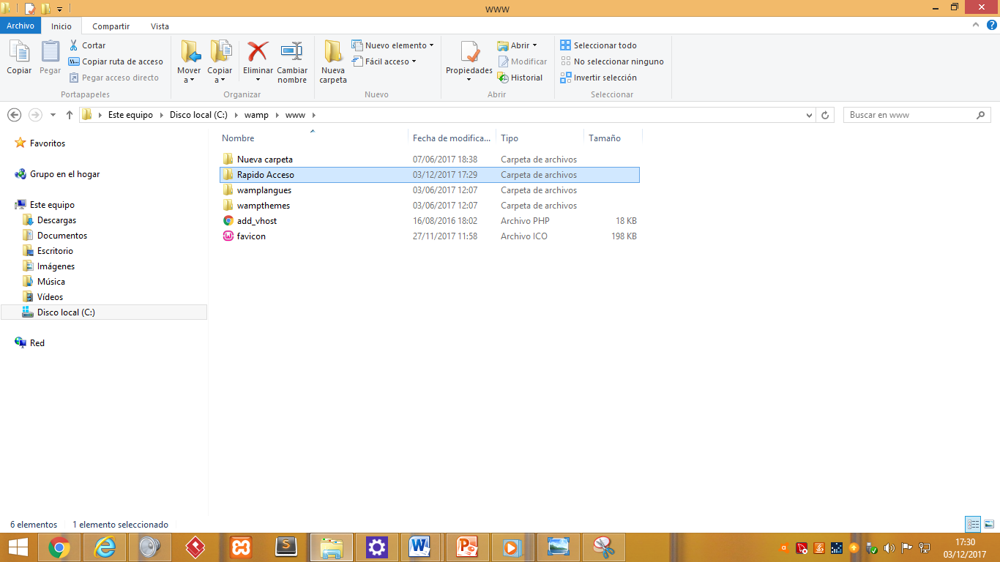 www
Archivo Inicio Compartir Vista
Copiar
Pegar
Cortar
Copiar ruta de acceso
Pegar acceso directo
Portapapeles
Mover a
Copiar a
Eliminar
Cambiar nombre
Organizar
Nueva carpeta
Nuevo elemento
Fácil acceso
Nuevo
Propiedades
Abrir
Modificar
Historial
Abrir
Seleccionar todo
No seleccionar ninguno
Invertir selección
Seleccionar
Este equipo Disco local (C:) wamp www
Buscar en www
Favoritos
Grupo en el hogar
Este equipo
Descargas
Documentos
Escritorio
Imágenes
Música
Vídeos
Disco local (C:)
Red
Nombre Fecha de modifica... Tipo Tamaño
Nueva carpeta 07/06/2017 18:38 Carpeta de archivos
Rapido Acceso 03/12/2017 17:29 Carpeta de archivos
wamplangues 03/06/2017 12:07 Carpeta de archivos
wampthemes 03/06/2017 12:07 Carpeta de archivos
add_vhost 16/08/2016 18:02 Archivo PHP 18 KB
favicon 27/11/2017 11:58 Archivo ICO 198 KB
6 elementos 1 elemento seleccionado
17:30
03/12/2017